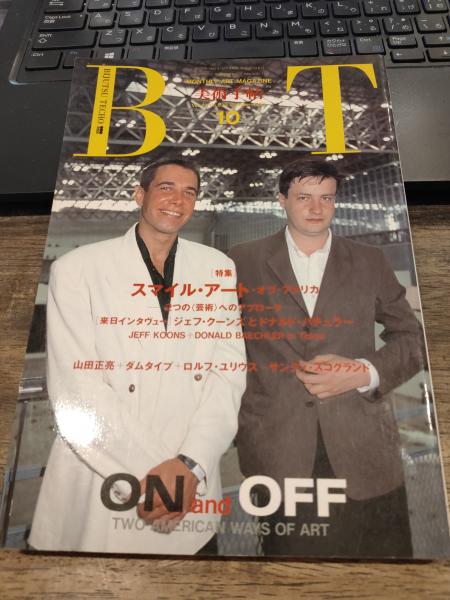 BIJUTSU TECHO
BT
MONTHLY ART MAGAZINE
美術手帖
10
[特集]
スマイル・アート・オブ・アメリカ
2つの〈芸術〉へのアプローチ
来日インタヴュー ジェフ・クーンズとドナルド・バチュラー
JEFF KOONS + DONALD BAECHLER in Tokyo
山田正亮+ダムタイプ+ロルフ・ユリウス+サンディ・スコグランド
ON and OFF
TWO AMERICAN WAYS OF ART